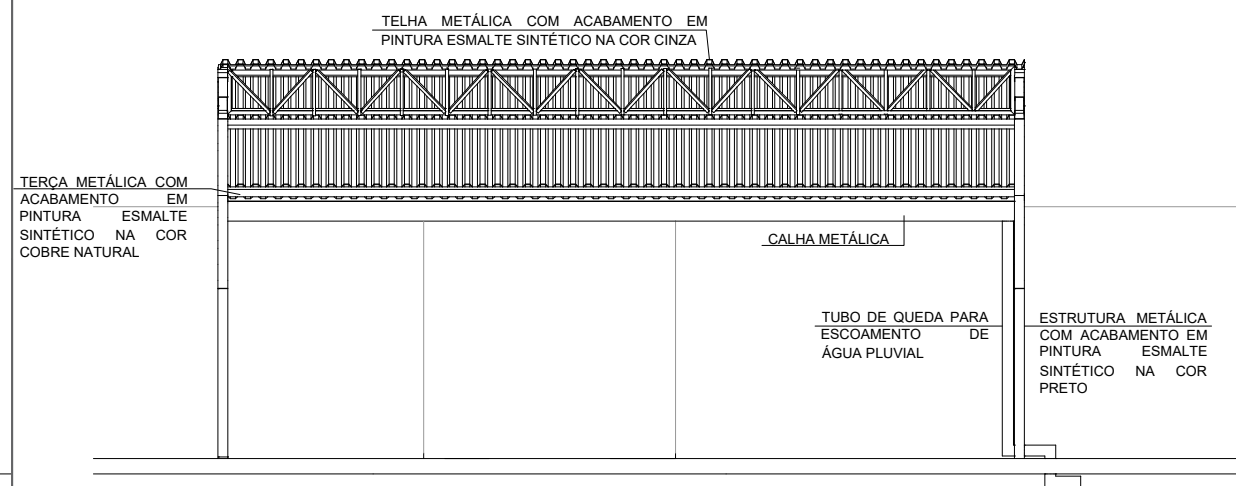 TELHA METÁLICA COM ACABAMENTO EM
PINTURA ESMALTE SINTÉTICO NA COR CINZA
TERÇA METÁLICA COM
ACABAMENTO EM
PINTURA ESMALTE
SINTÉTICO NA COR
COBRE NATURAL
CALHA METÁLICA
TUBO DE QUEDA PARA
ESCOAMENTO DE
ÁGUA PLUVIAL
ESTRUTURA METÁLICA
COM ACABAMENTO EM
PINTURA ESMALTE
SINTÉTICO NA COR
PRETO